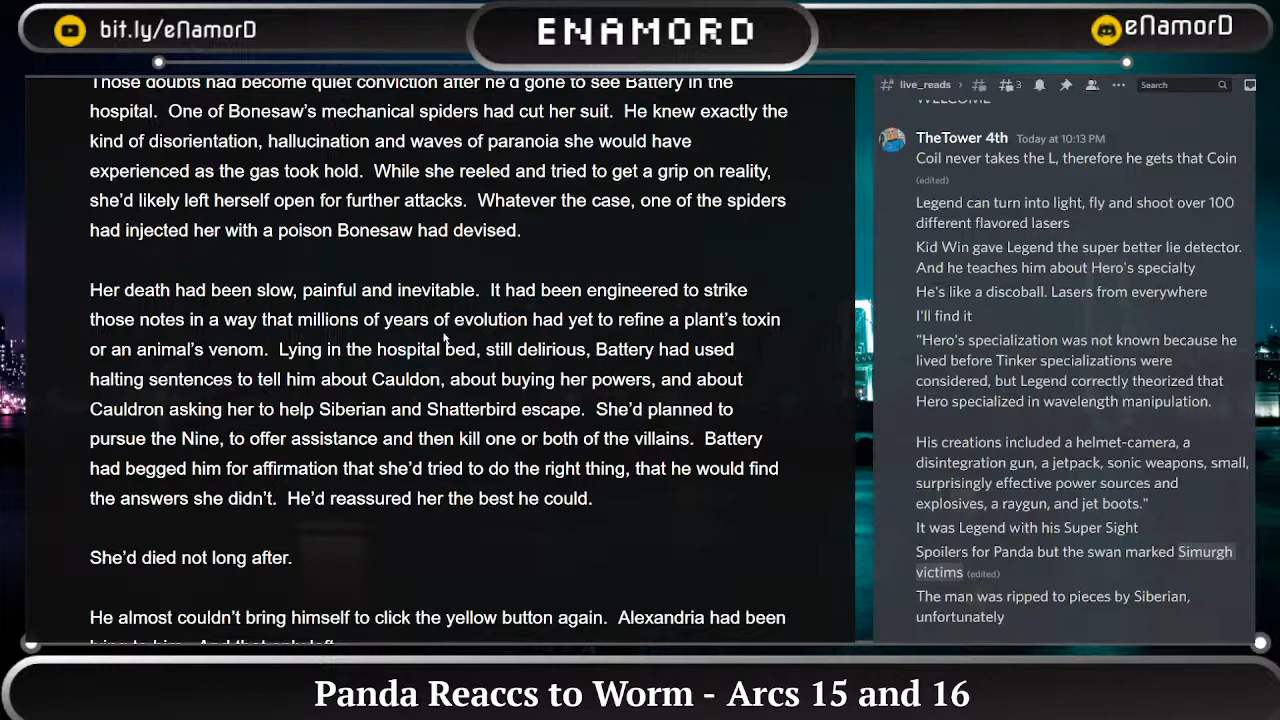 bit.ly/eNamorD
ENAMORD
eNamorD
Those doubts had become quiet conviction after he'd gone to see Battery in the
hospital. One of Bonesaw's mechanical spiders had cut her suit. He knew exactly the
kind of disorientation, hallucination and waves of paranoia she would have
experienced as the gas took hold. While she reeled and tried to get a grip on reality,
she'd likely left herself open for further attacks. Whatever the case, one of the spiders
had injected her with a poison Bonesaw had devised.
Her death had been slow, painful and inevitable. It had been engineered to strike
those notes in a way that millions of years of evolution had yet to refine a plant's toxin
or an animal's venom. Lying in the hospital bed, still delirious, Battery had used
halting sentences to tell him about Cauldon, about buying her powers, and about
Cauldron asking her to help Siberian and Shatterbird escape. She'd planned to
pursue the Nine, to offer assistance and then kill one or both of the villains. Battery
had begged him for affirmation that she'd tried to do the right thing, that he would find
the answers she didn't. He'd reassured her the best he could.
She'd died not long after.
He almost couldn't bring himself to click the yellow button again. Alexandria had been
lying to him. And that only left
live_reads
3
Search
WELCOME
TheTower 4th Today at 10:13 PM
Coil never takes the L, therefore he gets that Coin
(edited)
Legend can turn into light, fly and shoot over 100
different flavored lasers
Kid Win gave Legend the super better lie detector.
And he teaches him about Hero's specialty
He's like a discoball. Lasers from everywhere
I'll find it
"Hero's specialization was not known because he
lived before Tinker specializations were
considered, but Legend correctly theorized that
Hero specialized in wavelength manipulation.
His creations included a helmet-camera, a
disintegration gun, a jetpack, sonic weapons, small,
surprisingly effective power sources and
explosives, a raygun, and jet boots."
It was Legend with his Super Sight
Spoilers for Panda but the swan marked Simurgh
victims (edited)
The man was ripped to pieces by Siberian,
unfortunately
Panda Reaccs to Worm - Arcs 15 and 16